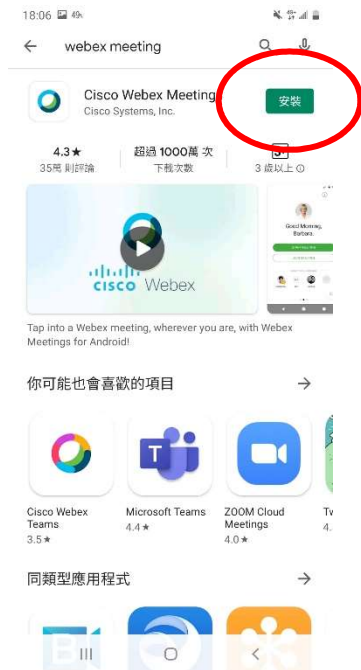 18:06
webex meeting
Cisco Webex Meeting
Cisco Systems, Inc.
安裝
4.3★
35萬 則評論
超過 1000萬 次
下載次數
3+
3 歲以上
Good Morning,
Barbara.
CISCO Webex
Tap into a Webex meeting, wherever you are, with Webex
Meetings for Android!
你可能也會喜歡的項目
Cisco Webex
Teams
3.5★
Microsoft Teams
4.4★
ZOOM Cloud
Meetings
4.0★
Tw
4.
同類型應用程式